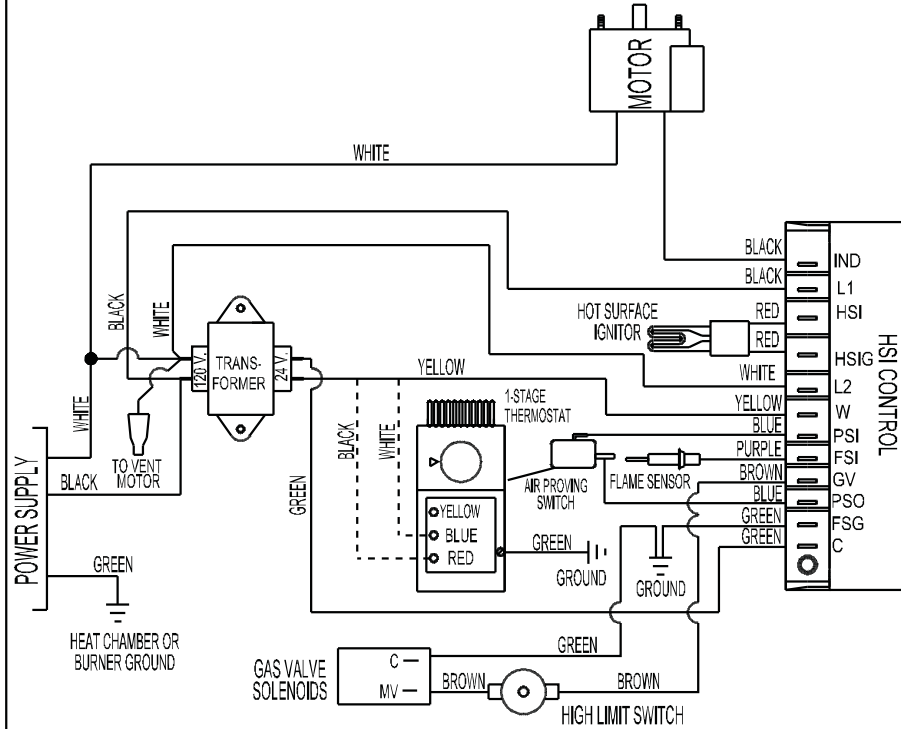 MOTOR
WHITE
BLACK
IND
BLACK
L1
HOT SURFACE
IGNITOR
RED
HSI
RED
HSIG
WHITE
L2
YELLOW
W
BLUE
PSI
PURPLE
FSI
BROWN
GV
BLUE
PSO
GREEN
FSG
GREEN
C
HSI CONTROL
BLACK
WHITE
120 V.
TRANS-
FORMER
24 V.
YELLOW
1-STAGE
THERMOSTAT
BLACK
WHITE
AIR PROVING
SWITCH
FLAME SENSOR
YELLOW
BLUE
RED
GREEN
GROUND
GROUND
GREEN
WHITE
TO VENT
MOTOR
BLACK
POWER SUPPLY
GREEN
HEAT CHAMBER OR
BURNER GROUND
GAS VALVE
SOLENOIDS
C
MV
GREEN
BROWN
BROWN
HIGH LIMIT SWITCH